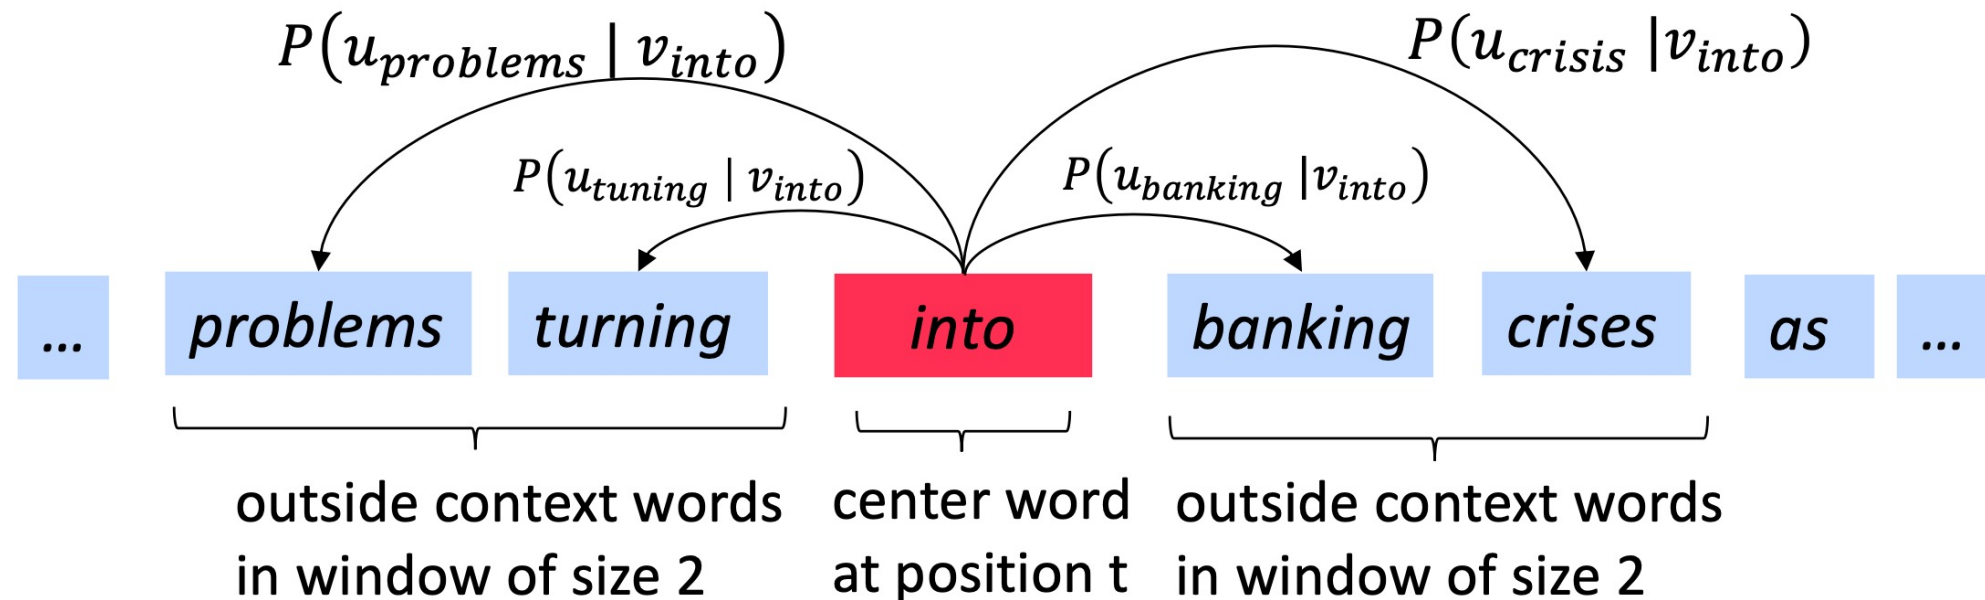 P(u_problems | v_into)
P(u_crisis |v_into)
P(u_tuning | v_into)
P(u_banking |v_into)
... problems turning into banking crises as ...
outside context words
in window of size 2
center word
at position t
outside context words
in window of size 2